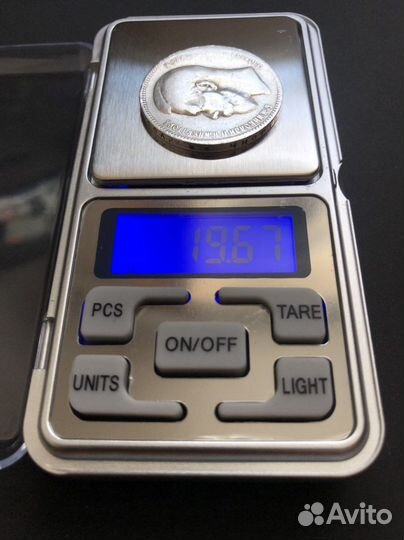 19.67
PCS
TARE
ON/OFF
UNITS
LIGHT
Avito